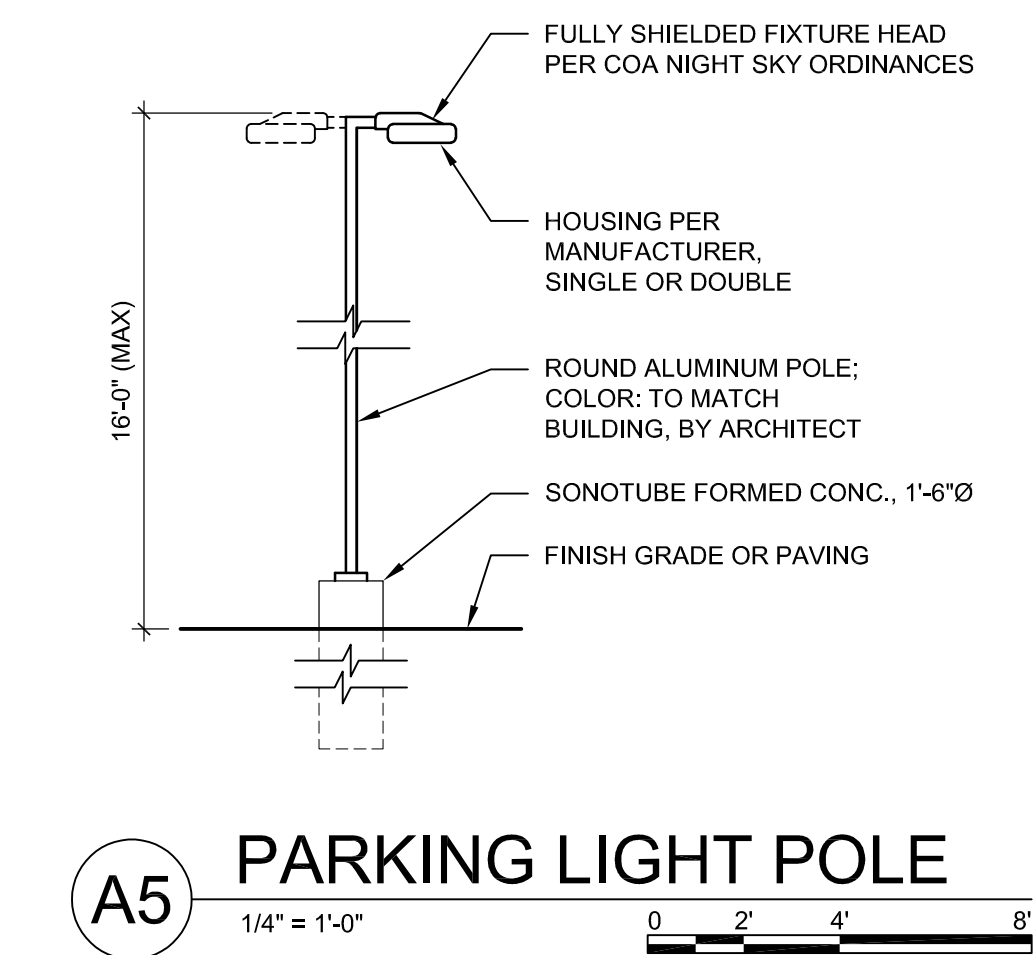 FULLY SHIELDED FIXTURE HEAD
PER COA NIGHT SKY ORDINANCES
HOUSING PER
MANUFACTURER,
SINGLE OR DOUBLE
16'-0" (MAX)
ROUND ALUMINUM POLE;
COLOR: TO MATCH
BUILDING, BY ARCHITECT
SONOTUBE FORMED CONC., 1'-6"Ø
FINISH GRADE OR PAVING
A5
PARKING LIGHT POLE
1/4" = 1'-0"
0 2' 4' 8'